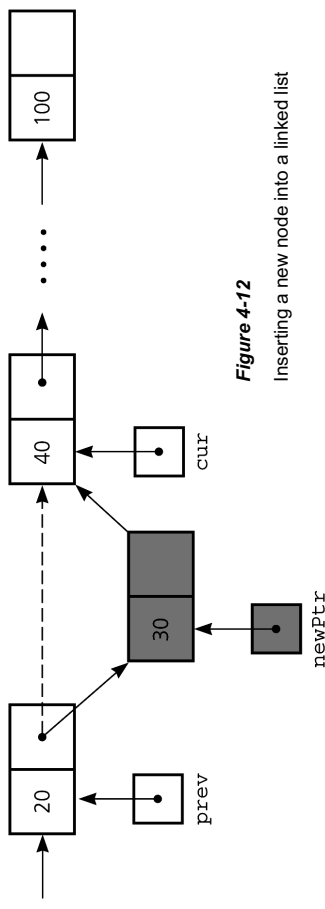 20
40
....
100
30
prev
cur
newPtr
Figure 4-12
Inserting a new node into a linked list